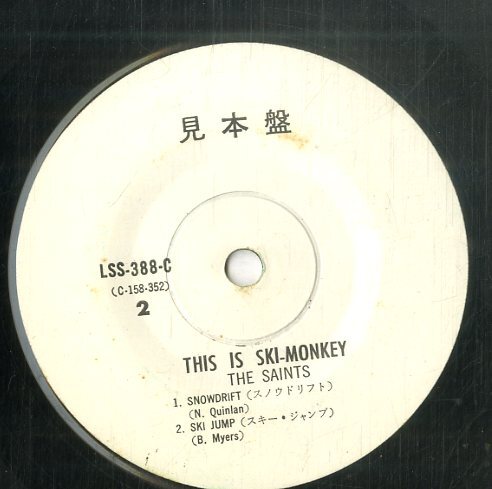 見本盤
LSS-388-C
(C-158-352)
2
THIS IS SKI-MONKEY
THE SAINTS
1. SNOWDRIFT (スノウドリフト)
(N. Quinlan)
2. SKI JUMP (スキー・ジャンプ)
(B. Myers)